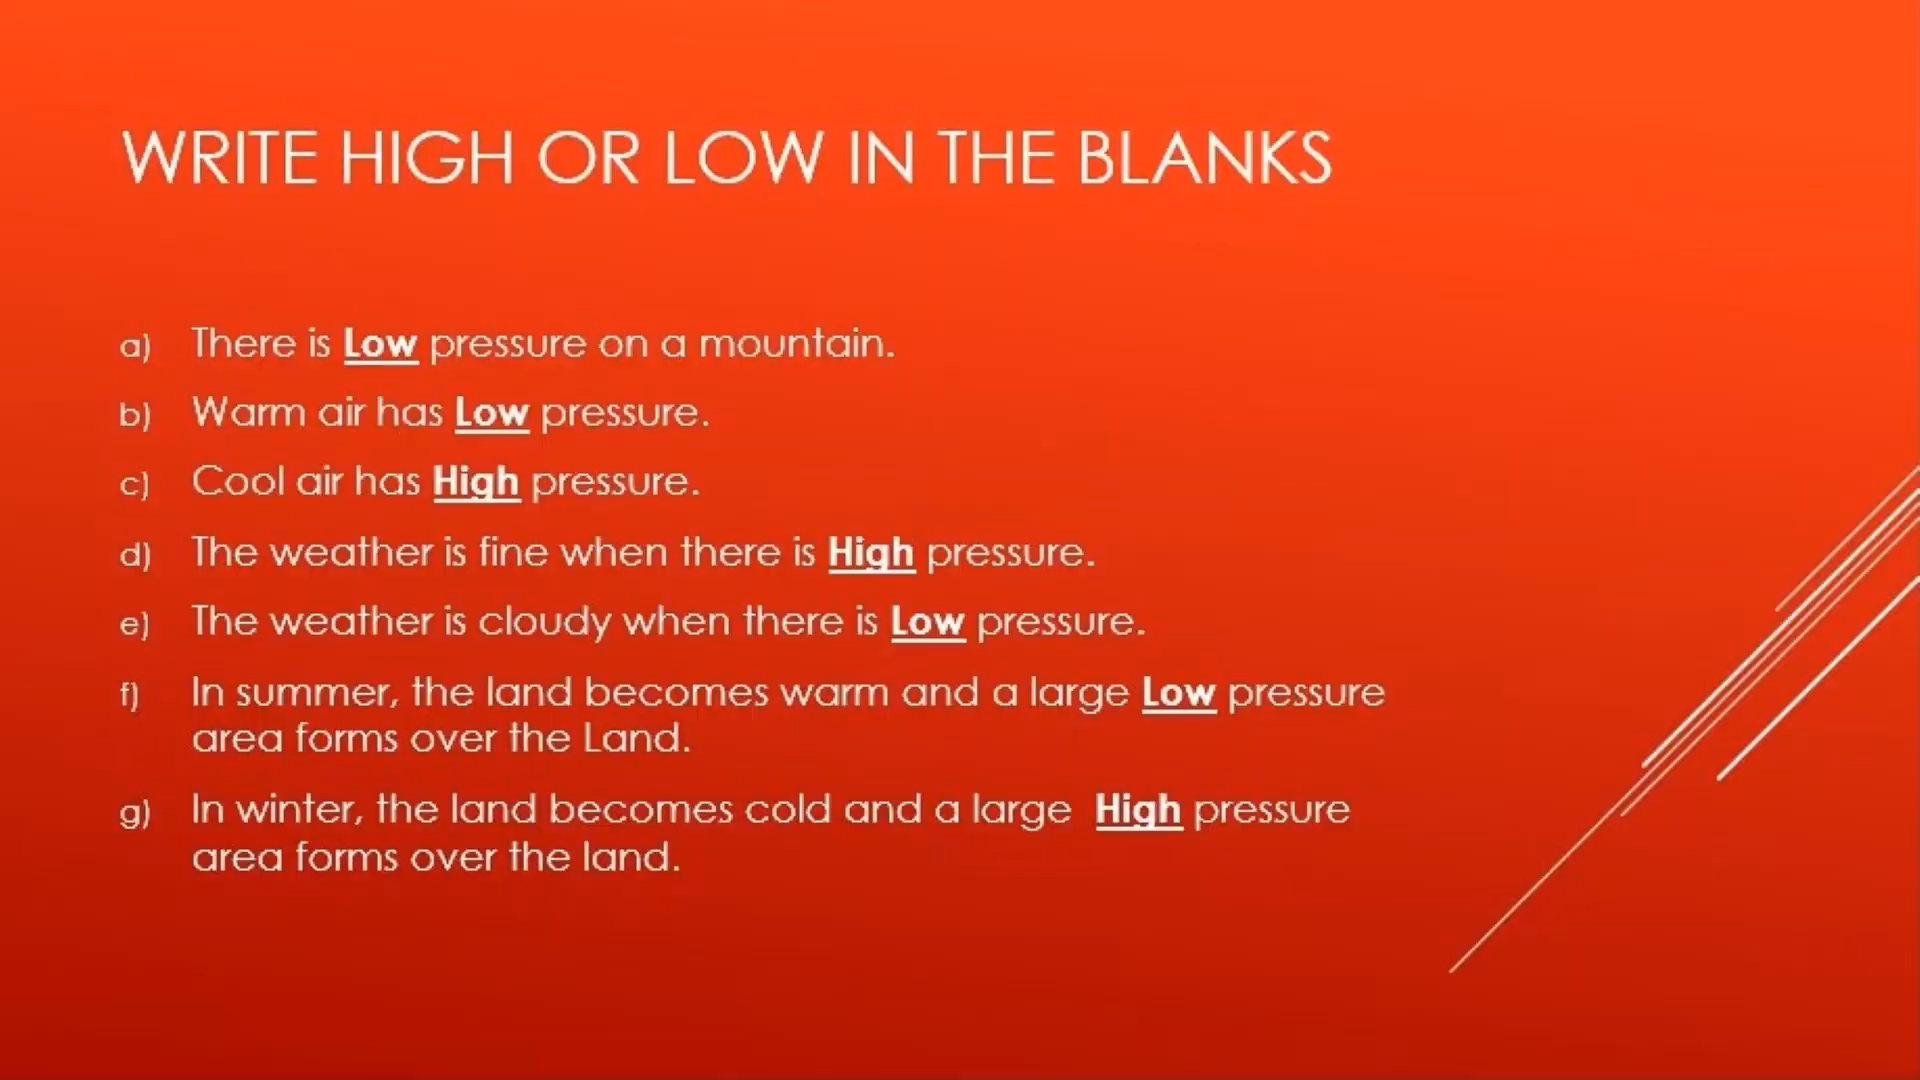 WRITE HIGH OR LOW IN THE BLANKS
a) There is Low pressure on a mountain.
b) Warm air has Low pressure.
c) Cool air has High pressure.
d) The weather is fine when there is High pressure.
e) The weather is cloudy when there is Low pressure.
f) In summer, the land becomes warm and a large Low pressure
area forms over the Land.
g) In winter, the land becomes cold and a large High pressure
area forms over the land.